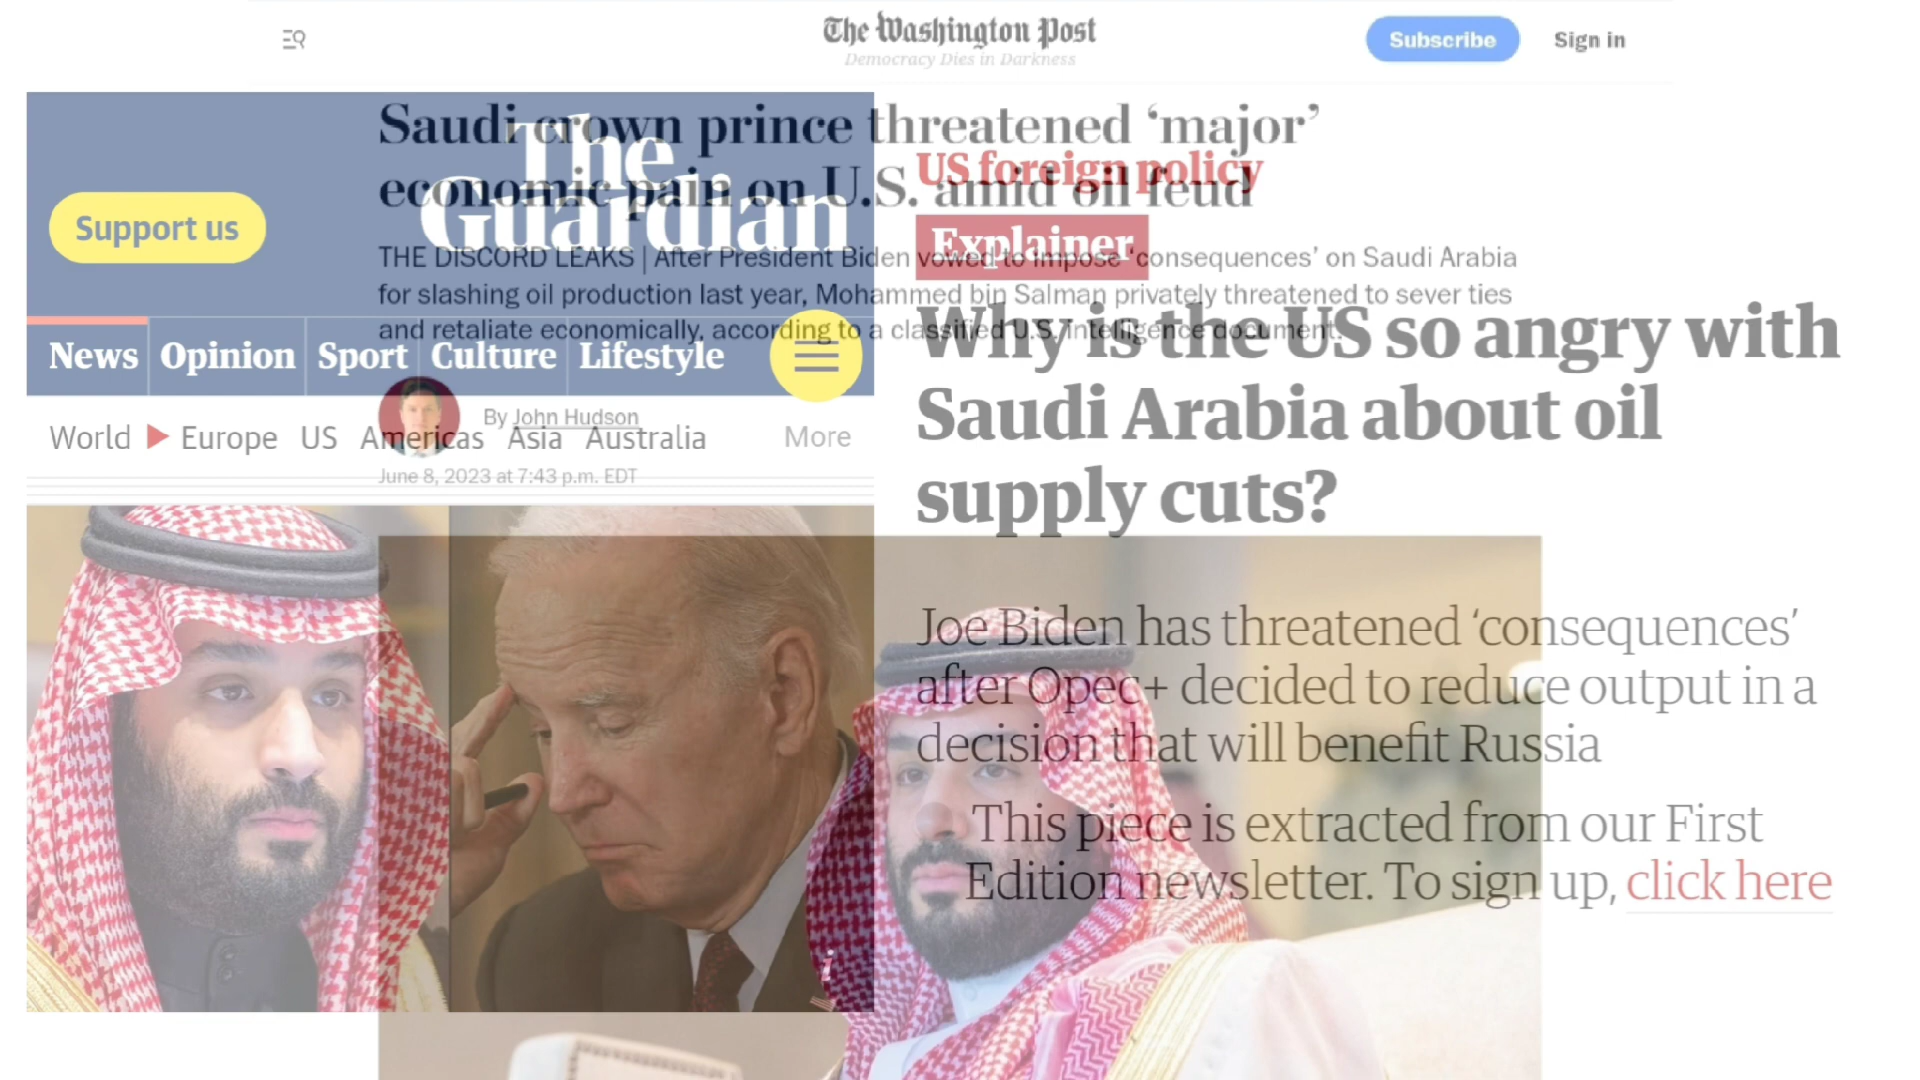 The Washington Post
Democracy Dies in Darkness
Subscribe
Sign in
Saudi crown prince threatened ‘major’
economic pain on U.S. amid oil feud
THE DISCORD LEAKS | After President Biden vowed to impose ‘consequences’ on Saudi Arabia
for slashing oil production last year, Mohammed bin Salman privately threatened to sever ties
and retaliate economically, according to a classified U.S. intelligence document.
By John Hudson
June 8, 2023 at 7:43 p.m. EDT
The
Guardian
Support us
News Opinion Sport Culture Lifestyle
World Europe US Americas Asia Australia More
US foreign policy
Explainer
Why is the US so angry with
Saudi Arabia about oil
supply cuts?
Joe Biden has threatened ‘consequences’
after Opec+ decided to reduce output in a
decision that will benefit Russia
This piece is extracted from our First
Edition newsletter. To sign up, click here